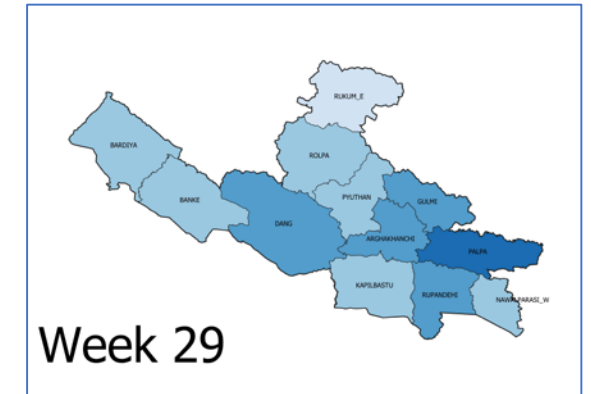 RUKUM_E
BARDIYA
ROLPA
BANKE
PYUTHAN
GULMI
DANG
ARGHAKHANCHI
PALPA
KAPILBASTU
RUPANDEHI
NAWALPARASI_W
Week 29